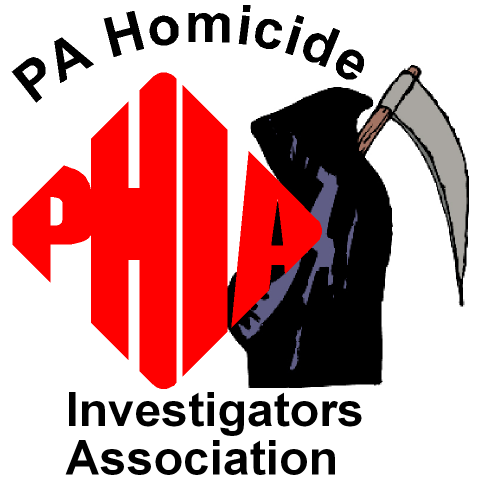 PA Homicide
PHIA
Investigators
Association